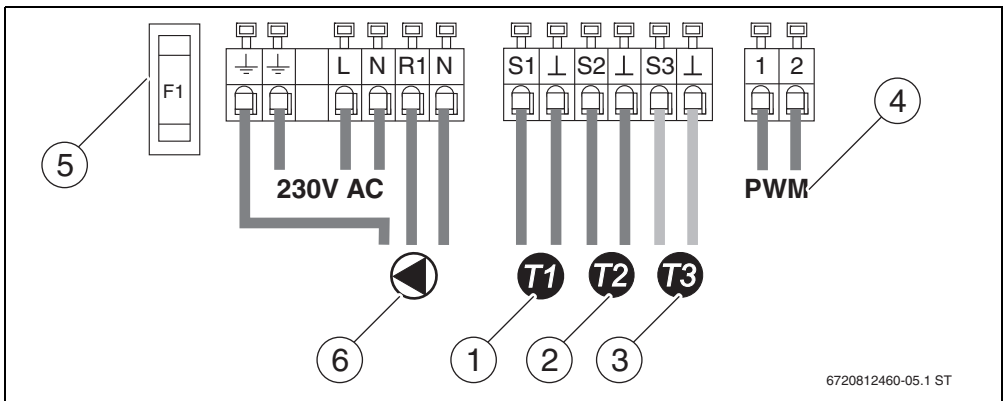 F1
⏚ ⏚ L N R1 N
S1 ⊥ S2 ⊥ S3 ⊥
1 2
5
4
230V AC
PWM
T1 T2 T3
6 1 2 3
6720812460-05.1 ST